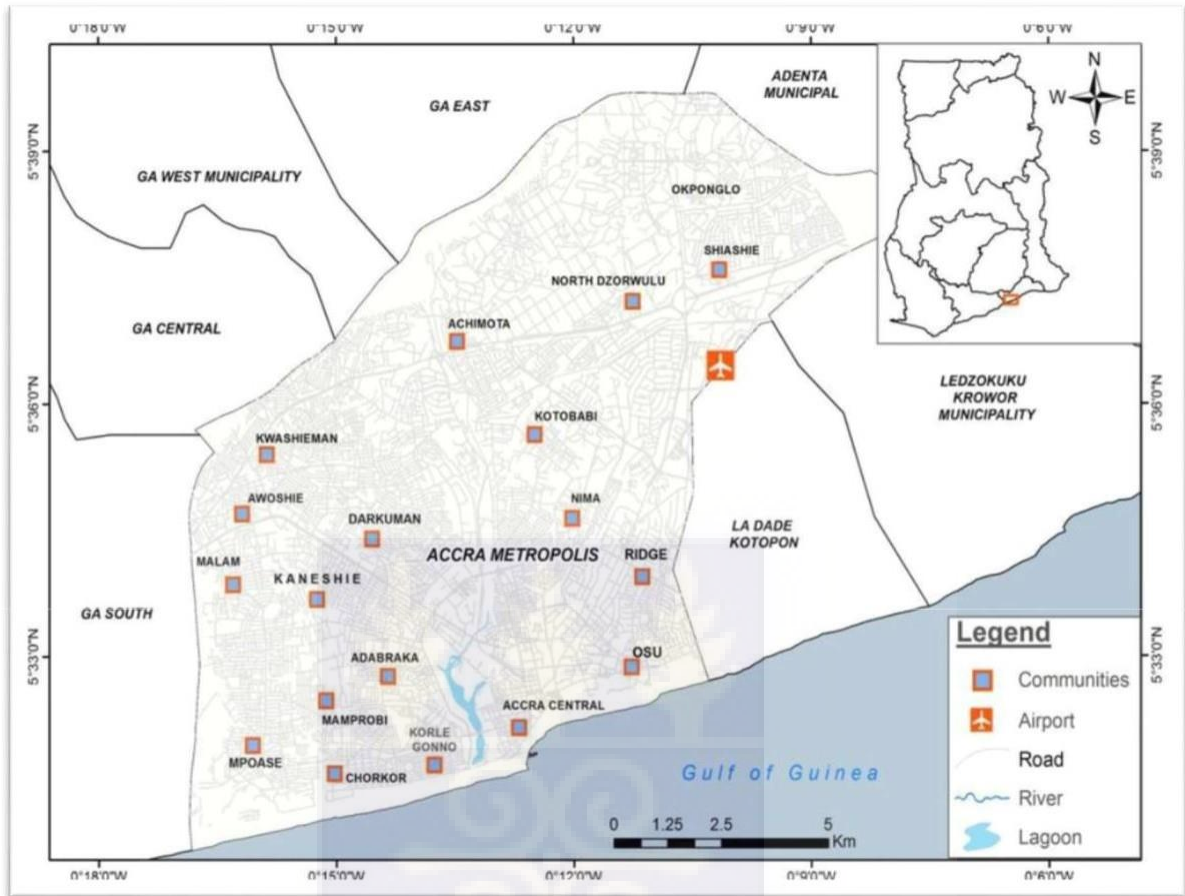 0°18'0"W 0°15'0"W 0°12'0"W 0°9'0"W 0°6'0"W
N
W E
S
ADENTA
MUNICIPAL
GA EAST
5°39'0"N
5°39'0"N
GA WEST MUNICIPALITY
OKPONGLO
SHIASHIE
NORTH DZORWULU
GA CENTRAL
ACHIMOTA
LEDZOKUKU
KROWOR
MUNICIPALITY
5°36'0"N
5°36'0"N
KOTOBABI
KWASHIEMAN
AWOSHIE
NIMA
DARKUMAN
LA DADE
KOTOPON
ACCRA METROPOLIS
RIDGE
MALAM
KANESHIE
GA SOUTH
5°33'0"N
5°33'0"N
OSU
ADABRAKA
ACCRA CENTRAL
MAMPROBI
KORLE
GONNO
MPOASE
CHORKOR
Gulf of Guinea
0 1.25 2.5 5
Km
Legend
Communities
Airport
Road
River
Lagoon
0°18'0"W 0°15'0"W 0°12'0"W 0°9'0"W 0°6'0"W